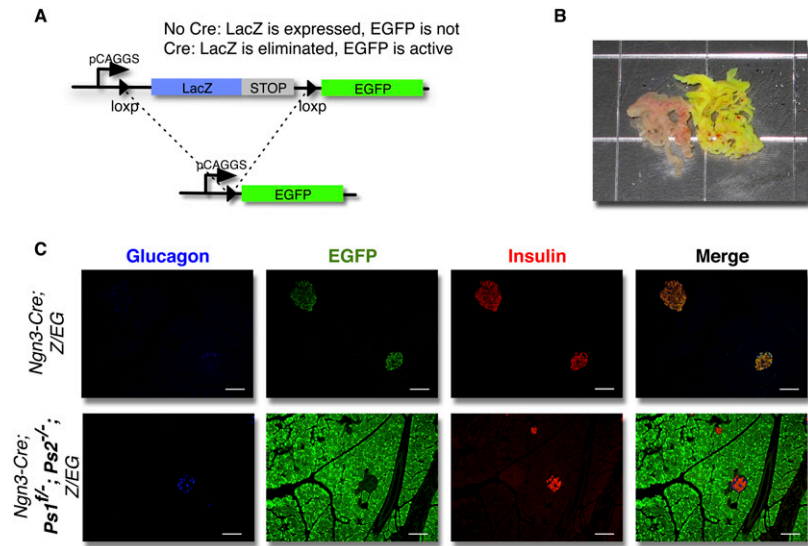 A
No Cre: LacZ is expressed, EGFP is not
Cre: LacZ is eliminated, EGFP is active
pCAGGS
LacZ
STOP
EGFP
loxp
loxp
pCAGGS
EGFP
B
C
Glucagon
EGFP
Insulin
Merge
Ngn3-Cre;
Z/EG
Ngn3-Cre;
Ps1f/-; Ps2-/-;
Z/EG